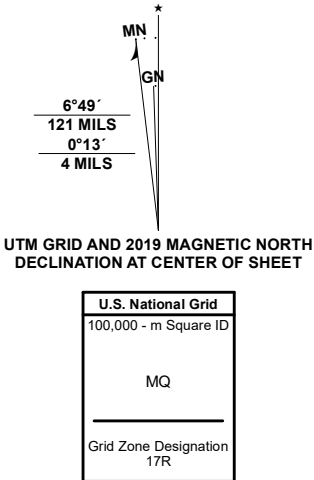 ★
MN
GN
6°49´
121 MILS
0°13´
4 MILS
UTM GRID AND 2019 MAGNETIC NORTH
DECLINATION AT CENTER OF SHEET
U.S. National Grid
100,000 - m Square ID
MQ
Grid Zone Designation
17R